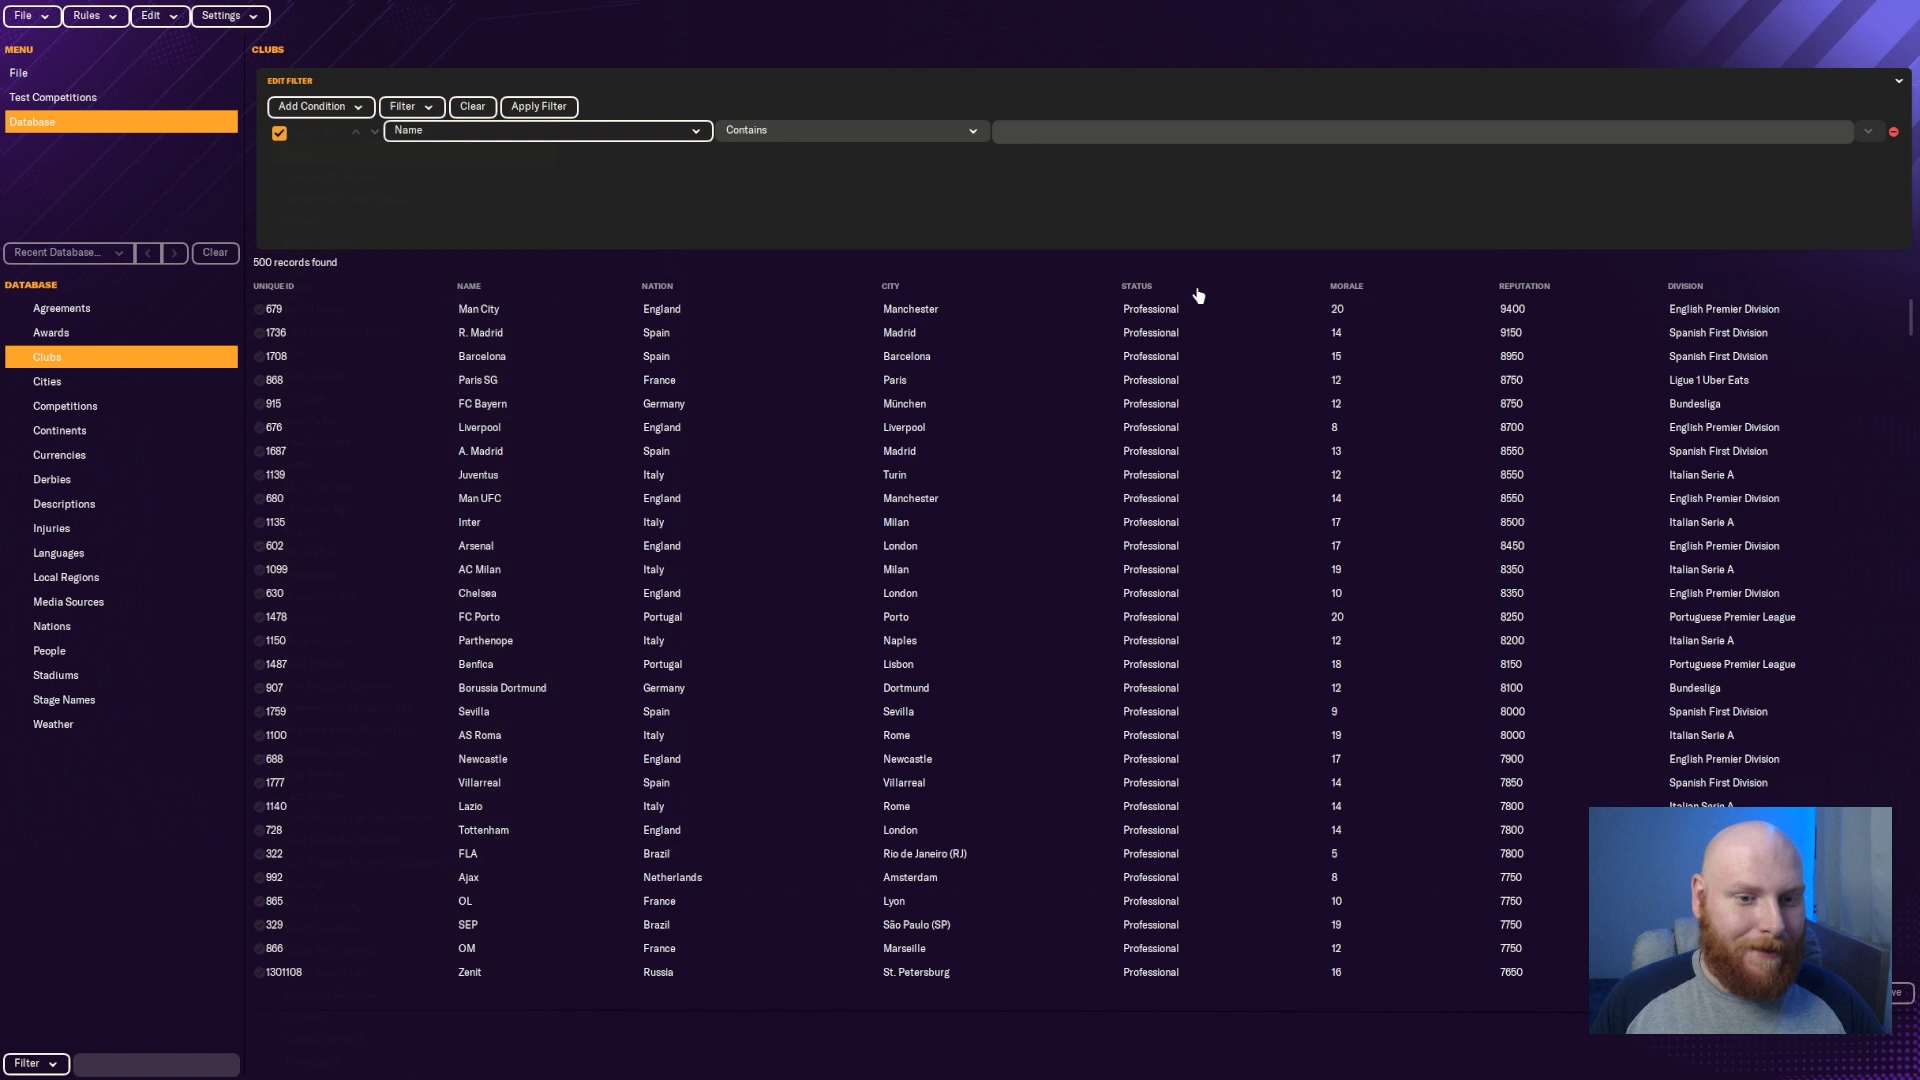 File Rules Edit Settings
MENU
File
Test Competitions
Database
Recent Database... Clear
DATABASE
Agreements
Awards
Clubs
Cities
Competitions
Continents
Currencies
Derbies
Descriptions
Injuries
Languages
Local Regions
Media Sources
Nations
People
Stadiums
Stage Names
Weather
Filter
CLUBS
EDIT FILTER
Add Condition Filter Clear Apply Filter
Name Contains
500 records found
UNIQUE ID NAME NATION CITY STATUS MORALE REPUTATION DIVISION
679 Man City England Manchester Professional 20 9400 English Premier Division
1736 R. Madrid Spain Madrid Professional 14 9150 Spanish First Division
1708 Barcelona Spain Barcelona Professional 15 8950 Spanish First Division
868 Paris SG France Paris Professional 12 8750 Ligue 1 Uber Eats
915 FC Bayern Germany München Professional 12 8750 Bundesliga
676 Liverpool England Liverpool Professional 8 8700 English Premier Division
1687 A. Madrid Spain Madrid Professional 13 8550 Spanish First Division
1139 Juventus Italy Turin Professional 12 8550 Italian Serie A
680 Man UFC England Manchester Professional 14 8550 English Premier Division
1135 Inter Italy Milan Professional 17 8500 Italian Serie A
602 Arsenal England London Professional 17 8450 English Premier Division
1099 AC Milan Italy Milan Professional 19 8350 Italian Serie A
630 Chelsea England London Professional 10 8350 English Premier Division
1478 FC Porto Portugal Porto Professional 20 8250 Portuguese Premier League
1150 Parthenope Italy Naples Professional 12 8200 Italian Serie A
1487 Benfica Portugal Lisbon Professional 18 8150 Portuguese Premier League
907 Borussia Dortmund Germany Dortmund Professional 12 8100 Bundesliga
1759 Sevilla Spain Sevilla Professional 9 8000 Spanish First Division
1100 AS Roma Italy Rome Professional 19 8000 Italian Serie A
688 Newcastle England Newcastle Professional 17 7900 English Premier Division
1777 Villarreal Spain Villarreal Professional 14 7850 Spanish First Division
1140 Lazio Italy Rome Professional 14 7800 Italian Serie A
728 Tottenham England London Professional 14 7800
322 FLA Brazil Rio de Janeiro (RJ) Professional 5 7800
992 Ajax Netherlands Amsterdam Professional 8 7750
865 OL France Lyon Professional 10 7750
329 SEP Brazil São Paulo (SP) Professional 19 7750
866 OM France Marseille Professional 12 7750
1301108 Zenit Russia St. Petersburg Professional 16 7650